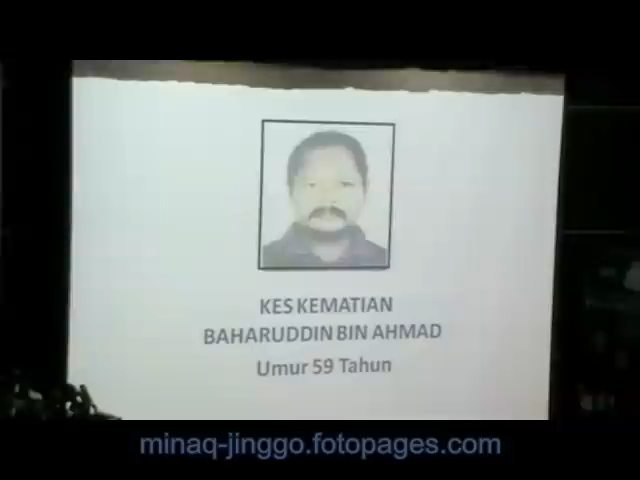 KES KEMATIAN
BAHARUDDIN BIN AHMAD
Umur 59 Tahun
minaq-jinggo.fotopages.com